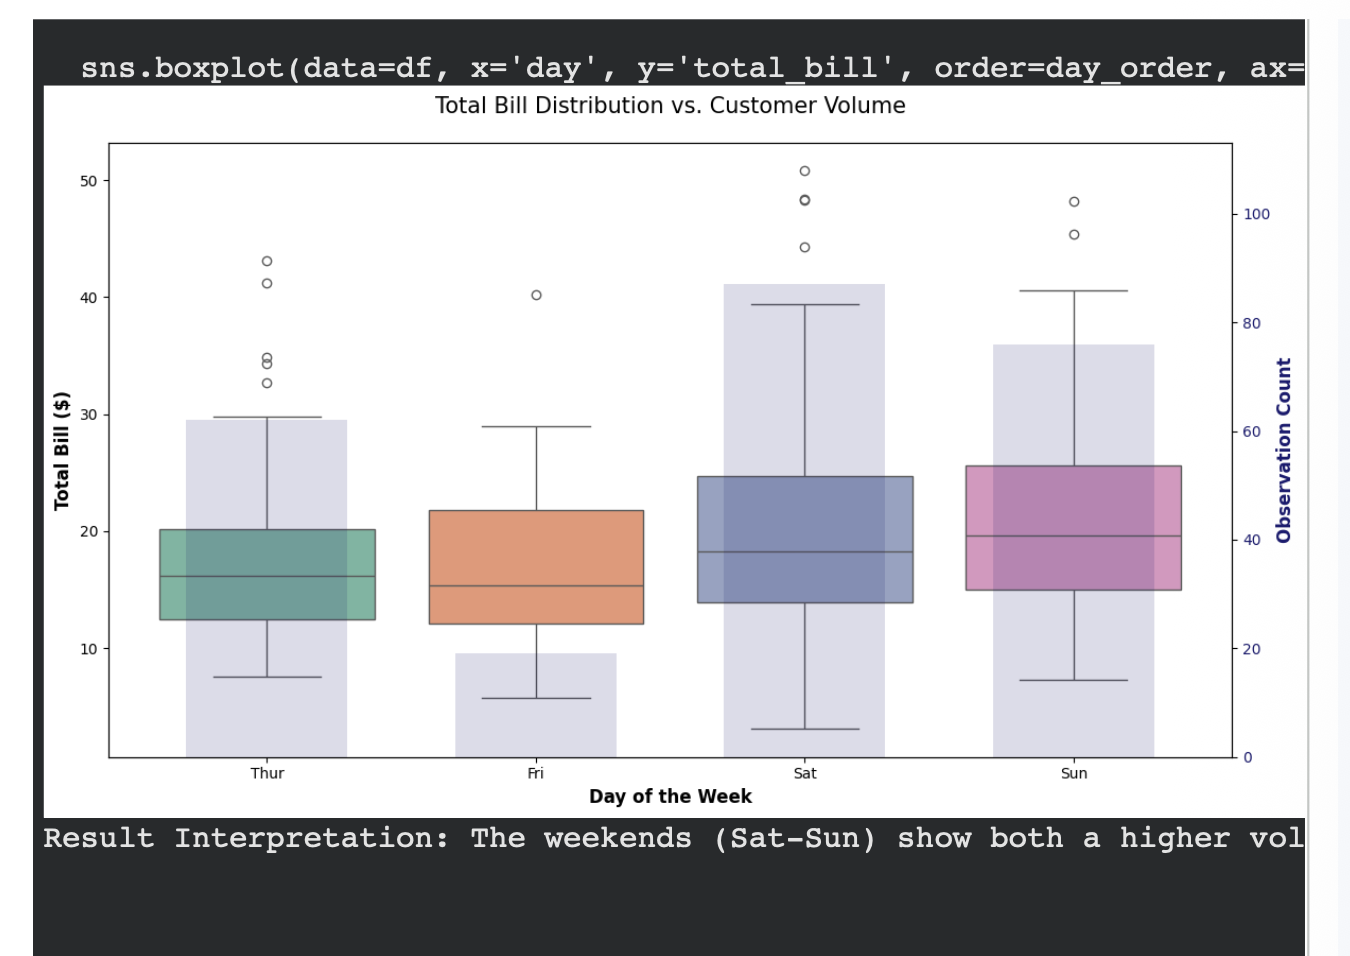 sns.boxplot(data=df, x='day', y='total_bill', order=day_order, ax=
Total Bill Distribution vs. Customer Volume
50
40
30
20
10
Total Bill ($)
100
80
60
40
20
0
Observation Count
Thur Fri Sat Sun
Day of the Week
Result Interpretation: The weekends (Sat-Sun) show both a higher vol